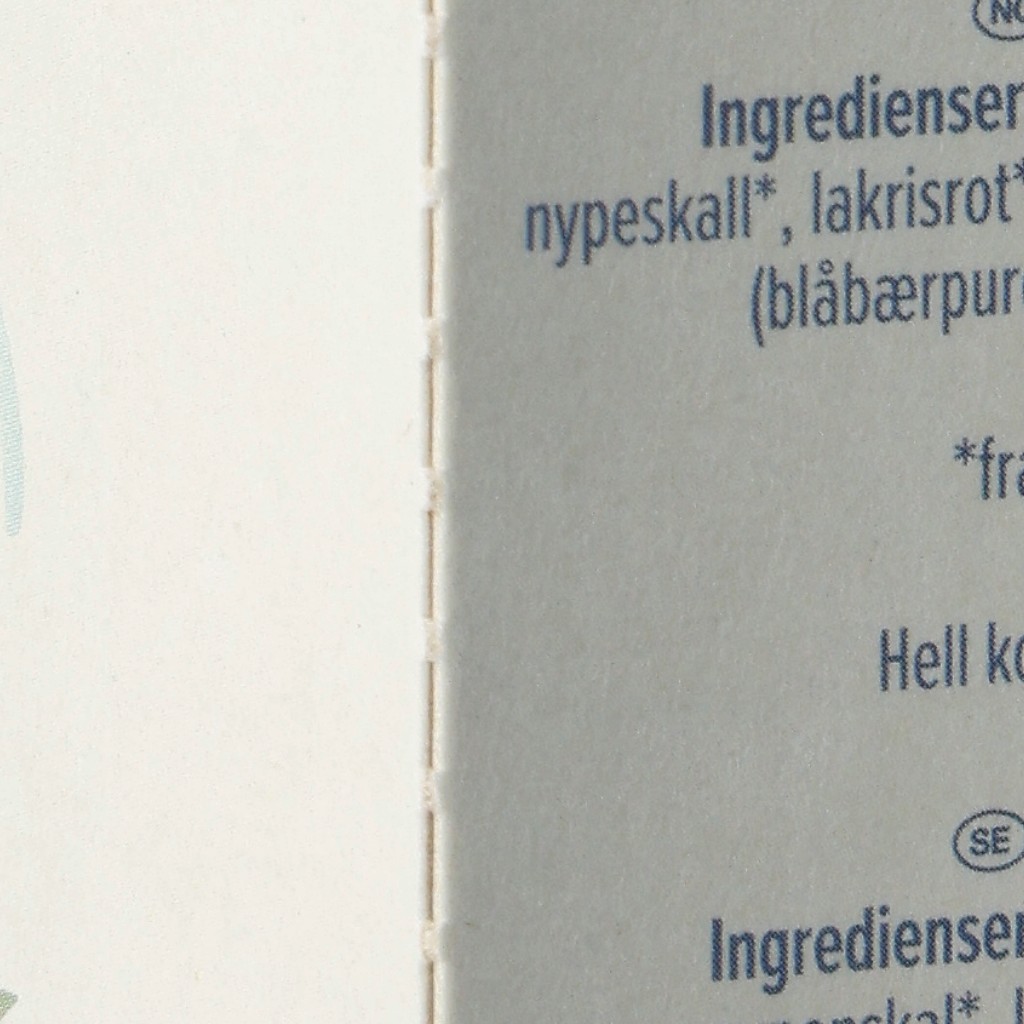 NO
Ingredienser
nypeskall*, lakrisrot*
(blåbærpur
*fra
Hell ko
SE
Ingredienser